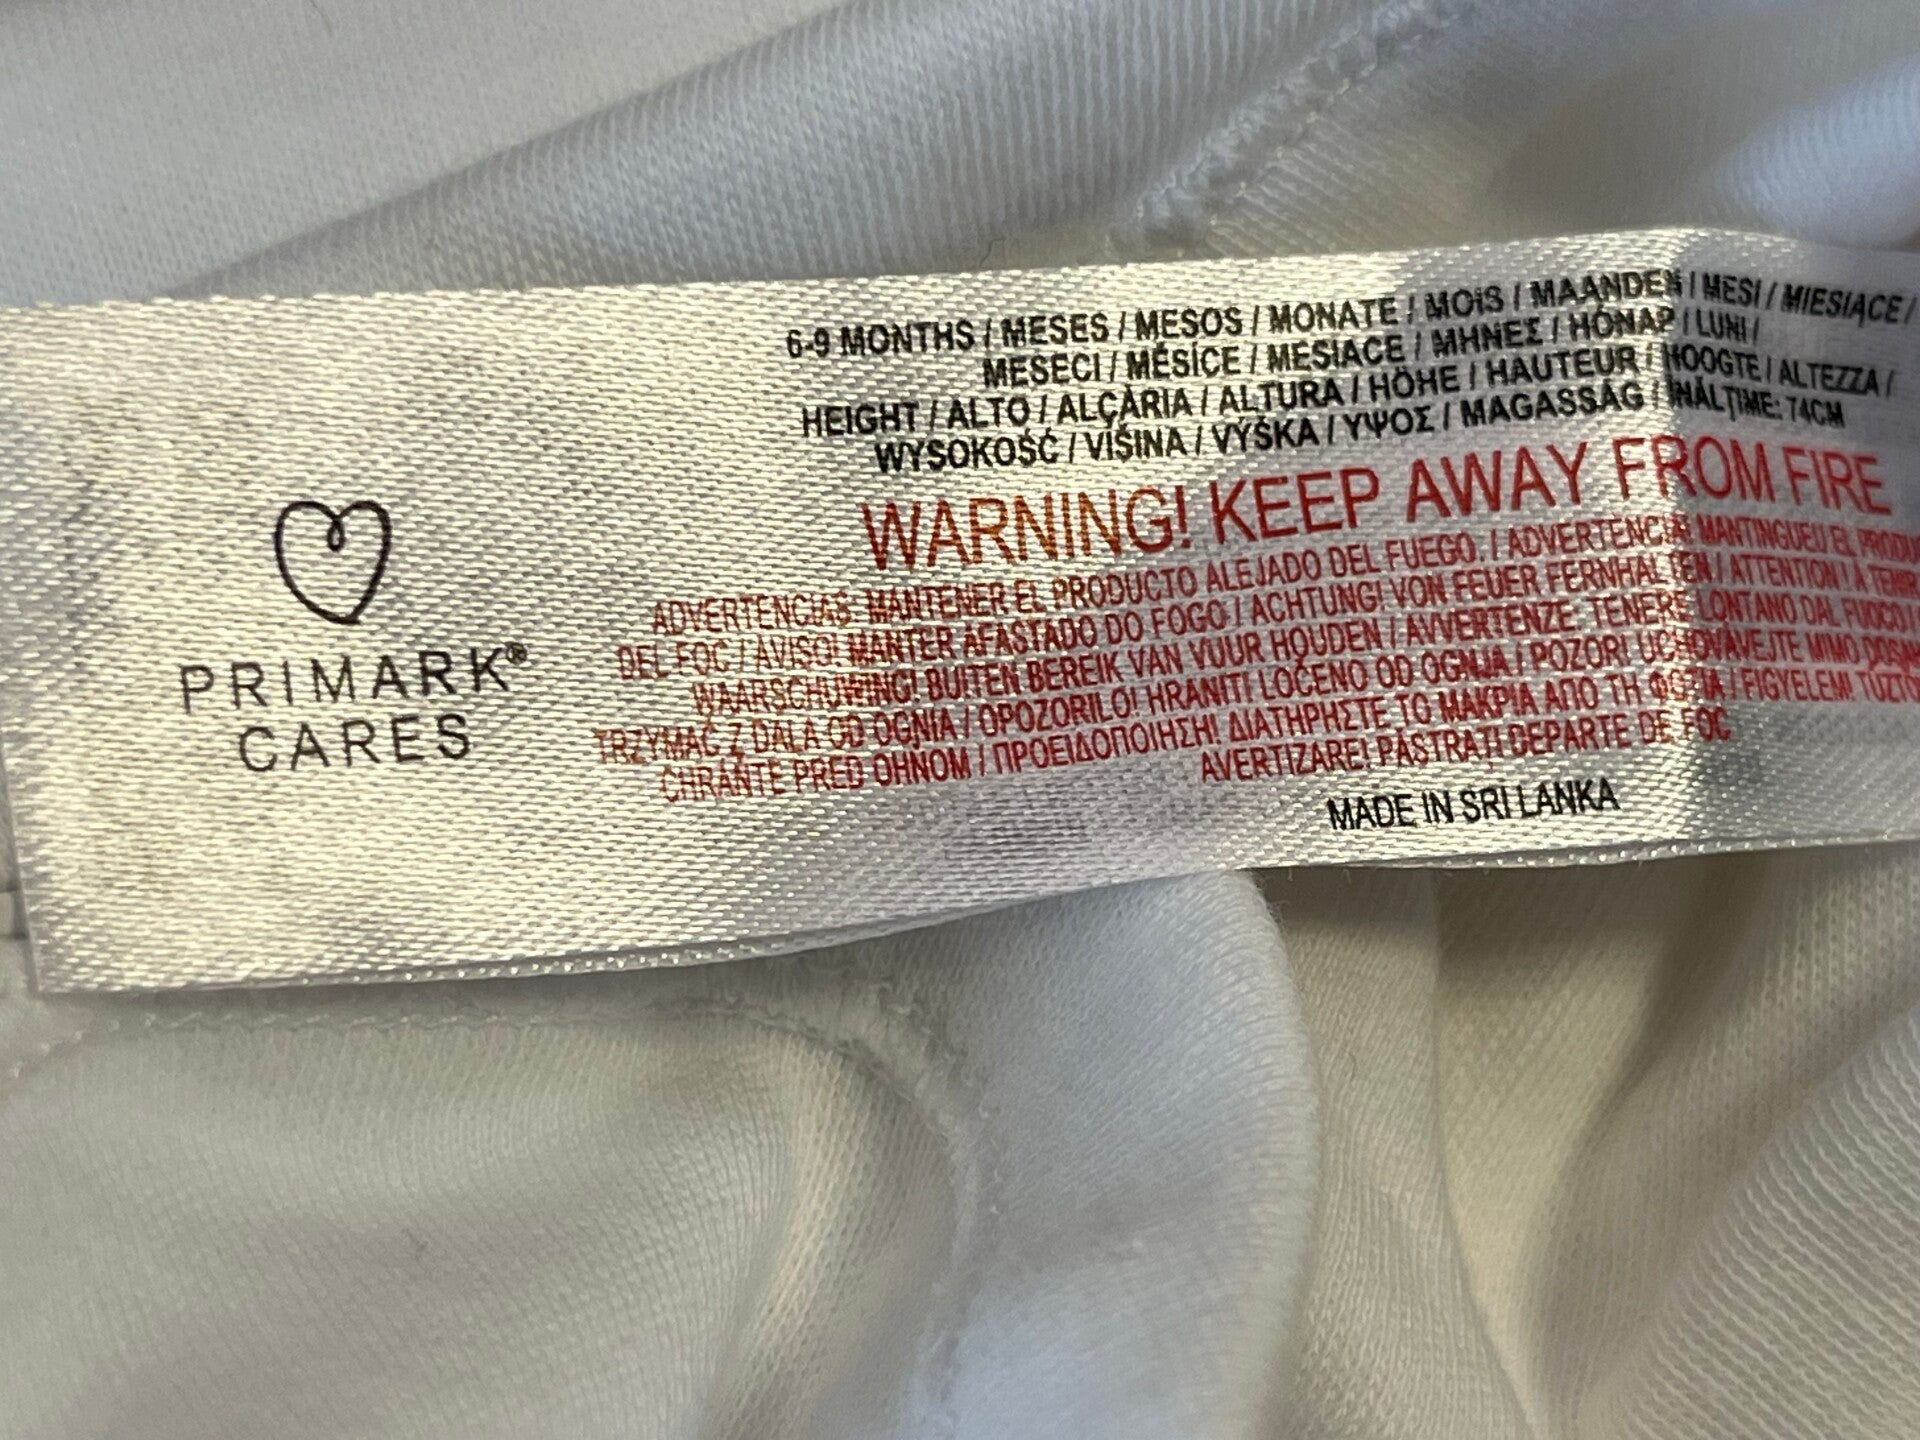 PRIMARK®
CARES
6-9 MONTHS / MESES / MESOS / MONATE / MOIS / MAANDEN / MESI / MIESIĄCE /
MESECI / MĚSÍCE / MESIACE / ΜΗΝΕΣ / HÓNAP / LUNI /
HEIGHT / ALTO / ALÇÀRIA / ALTURA / HÖHE / HAUTEUR / HOOGTE / ALTEZZA /
WYSOKOŚĆ / VIŠINA / VÝŠKA / ΥΨΟΣ / MAGASSÁG / ÎNĂLȚIME: 74CM
WARNING! KEEP AWAY FROM FIRE
ADVERTENCIAS: MANTENER EL PRODUCTO ALEJADO DEL FUEGO. / ADVERTÈNCIA! MANTINGUEU EL
DEL FOC / AVISO! MANTER AFASTADO DO FOGO / ACHTUNG! VON FEUER FERNHALTEN / ATTENTION ! À TENIR
WAARSCHUWING! BUITEN BEREIK VAN VUUR HOUDEN / AVVERTENZE: TENERE LONTANO DAL FUOCO /
TRZYMAĆ Z DALA OD OGNIA / OPOZORILO! HRANITI LOČENO OD OGNJA / POZOR! UCHOVÁVEJTE MIMO
CHRÁŇTE PRED OHŇOM / ΠΡΟΕΙΔΟΠΟΙΗΣΗ! ΔΙΑΤΗΡΗΣΤΕ ΤΟ ΜΑΚΡΙΑ ΑΠΟ ΤΗ ΦΩΤΙΑ / FIGYELEM!
AVERTIZARE! PĂSTRAȚI DEPARTE DE FOC
MADE IN SRI LANKA